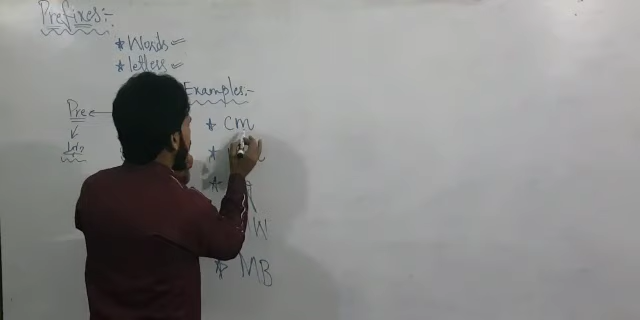 Prefixes:-
* Words
* letters
Examples:-
Pre
* cm
*
*
W
* MB